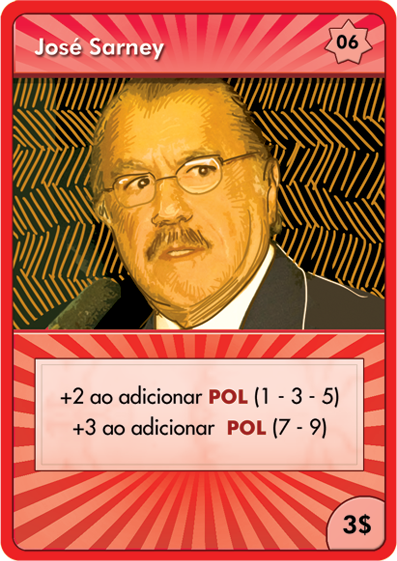 José Sarney
06
+2 ao adicionar POL (1 - 3 - 5)
+3 ao adicionar POL (7 - 9)
3$